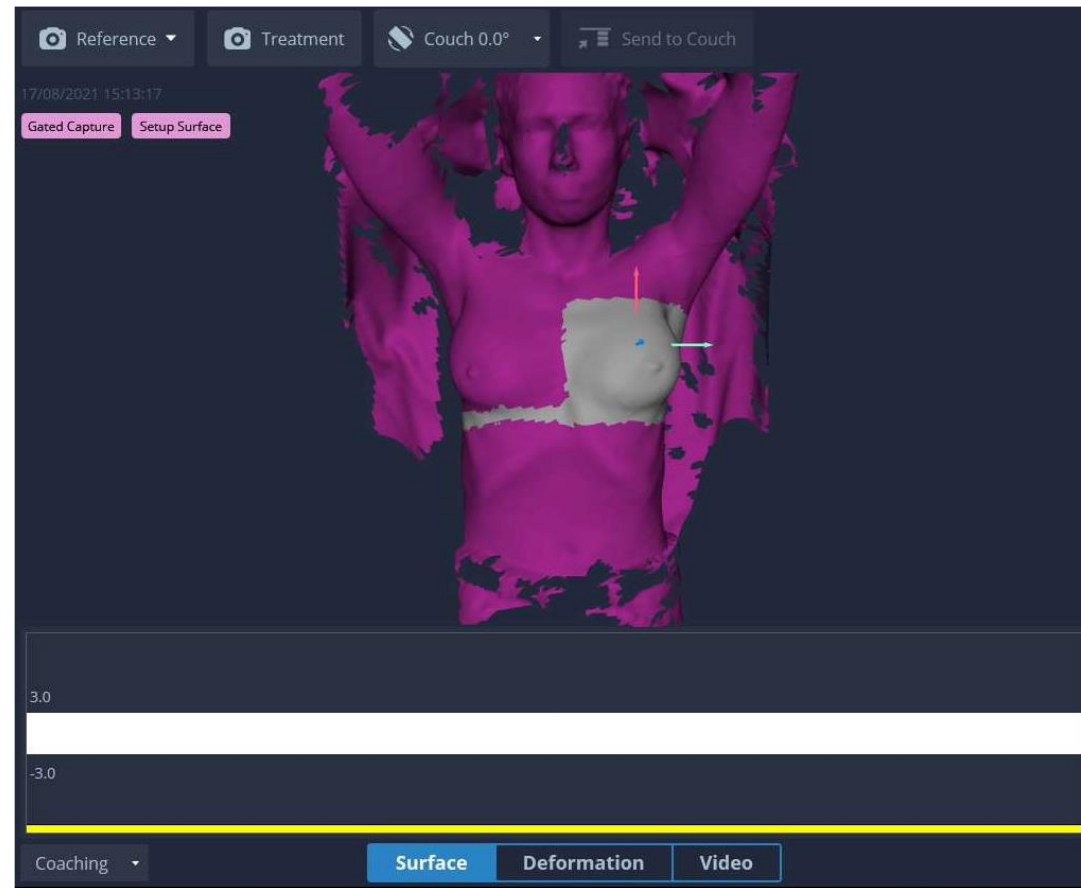 Reference
Treatment
Couch 0.0°
Send to Couch
17/08/2021 15:13:17
Gated Capture
Setup Surface
3.0
-3.0
Coaching
Surface
Deformation
Video